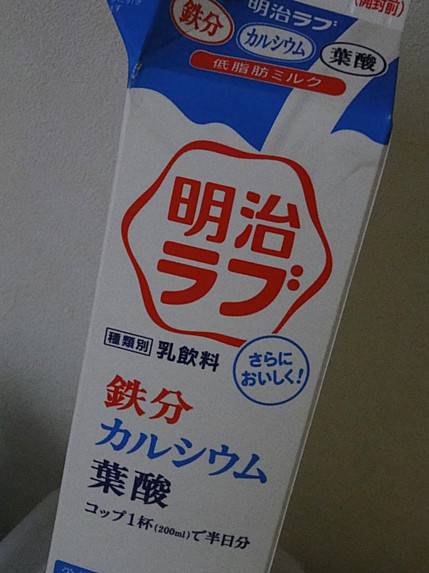 (開封前)
明治ラブ
鉄分
カルシウム
葉酸
低脂肪ミルク
明治
ラブ
種類別 乳飲料
さらに
おいしく!
鉄分
カルシウム
葉酸
コップ1杯(200ml)で半日分